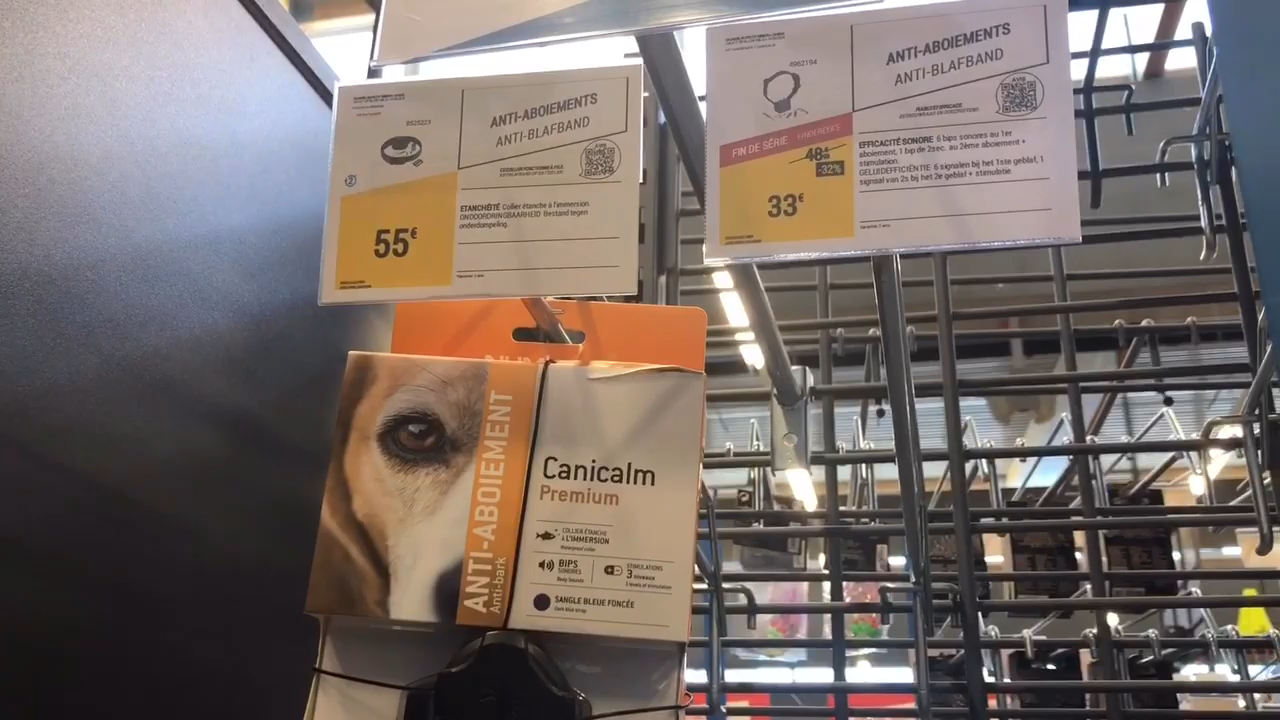 8525223
ANTI-ABOIEMENTS
ANTI-BLAFBAND
AVIS
ETANCHÉITÉ Collier étanche à l'immersion.
ONDOORDRINGBAARHEID Bestand tegen
onderdompeling.
55€
4962194
ANTI-ABOIEMENTS
ANTI-BLAFBAND
AVIS
FIN DE SÉRIE
48
-32%
33€
EFFICACITÉ SONORE 6 bips sonores au 1er
aboiement, 1 bip de 2sec. au 2ème aboiement +
stimulation.
GELUIDEFFICIËNTIE 6 signalen bij het 1ste geblaf, 1
signaal van 2s bij het 2e geblaf + stimulatie.
ANTI-ABOIEMENT
Anti-bark
Canicalm
Premium
COLLIER ÉTANCHE
À L'IMMERSION
Waterproof collar
BIPS
SONORES
Beep Sounds
STIMULATIONS
3 niveaux
3 levels of stimulation
SANGLE BLEUE FONCÉE
Dark blue strap